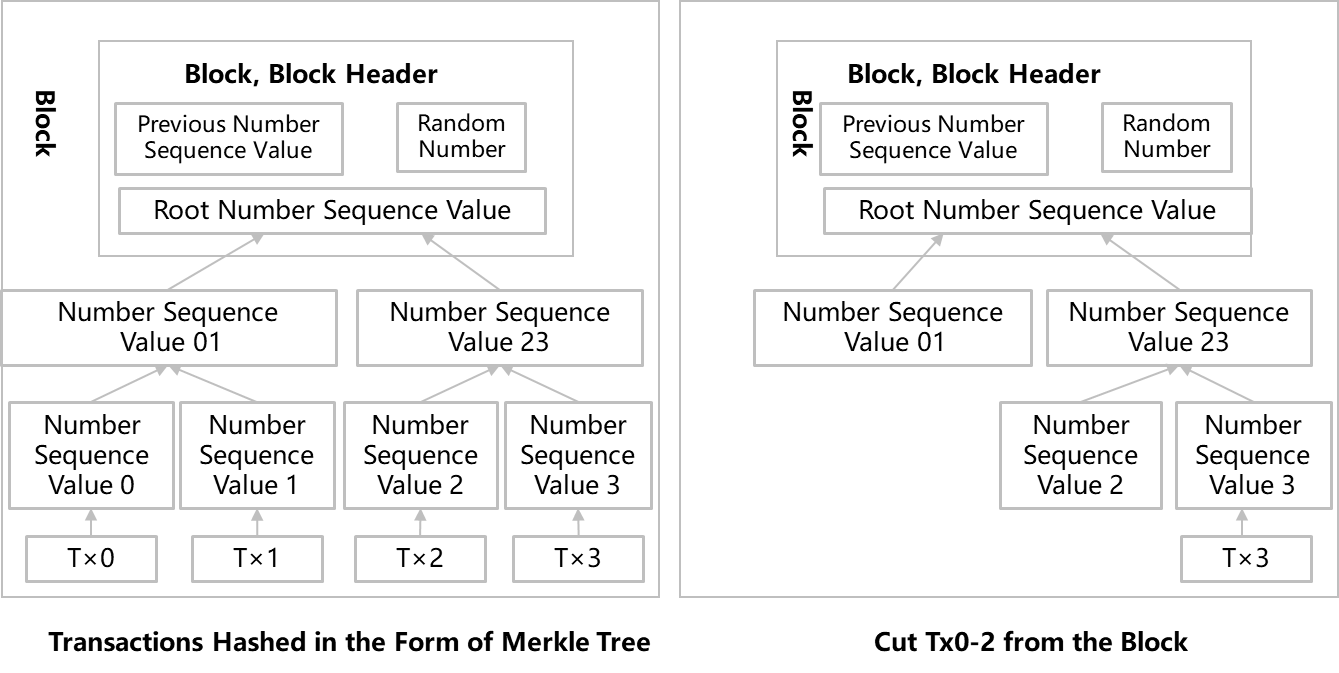 Block
Block, Block Header
Previous Number
Sequence Value
Random
Number
Root Number Sequence Value
Number Sequence
Value 01
Number Sequence
Value 23
Number
Sequence
Value 0
Number
Sequence
Value 1
Number
Sequence
Value 2
Number
Sequence
Value 3
T×0
T×1
T×2
T×3
Transactions Hashed in the Form of Merkle Tree
Block
Block, Block Header
Previous Number
Sequence Value
Random
Number
Root Number Sequence Value
Number Sequence
Value 01
Number Sequence
Value 23
Number
Sequence
Value 2
Number
Sequence
Value 3
T×3
Cut Tx0-2 from the Block